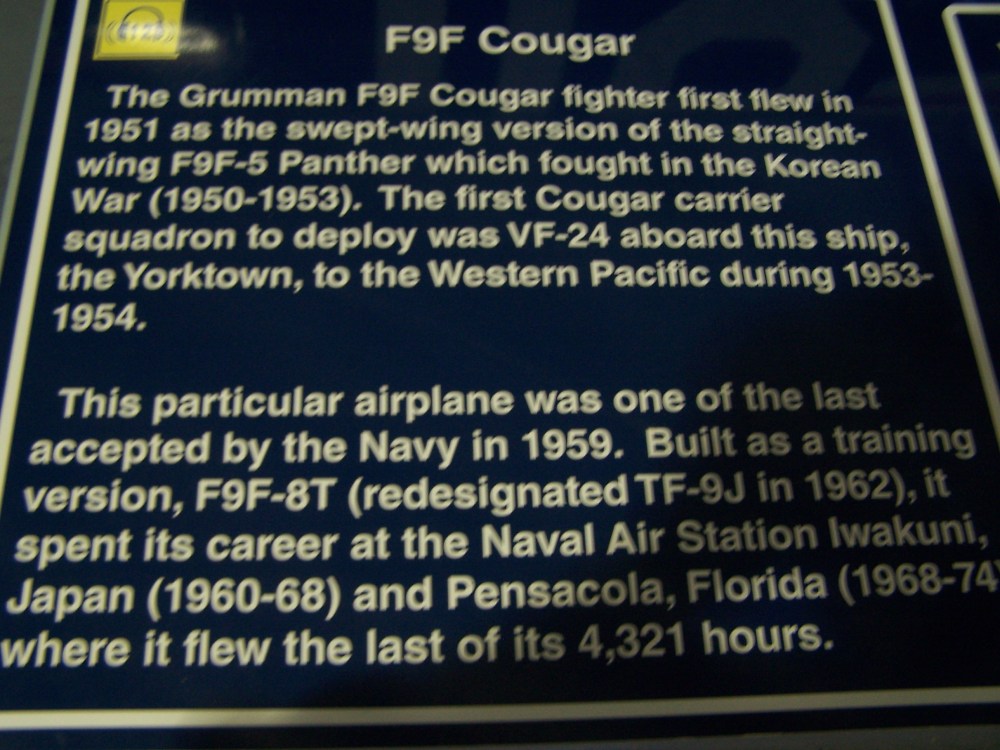 F9F Cougar
The Grumman F9F Cougar fighter first flew in
1951 as the swept-wing version of the straight-
wing F9F-5 Panther which fought in the Korean
War (1950-1953). The first Cougar carrier
squadron to deploy was VF-24 aboard this ship,
the Yorktown, to the Western Pacific during 1953-
1954.
This particular airplane was one of the last
accepted by the Navy in 1959. Built as a training
version, F9F-8T (redesignated TF-9J in 1962), it
spent its career at the Naval Air Station Iwakuni,
Japan (1960-68) and Pensacola, Florida (1968-74)
where it flew the last of its 4,321 hours.